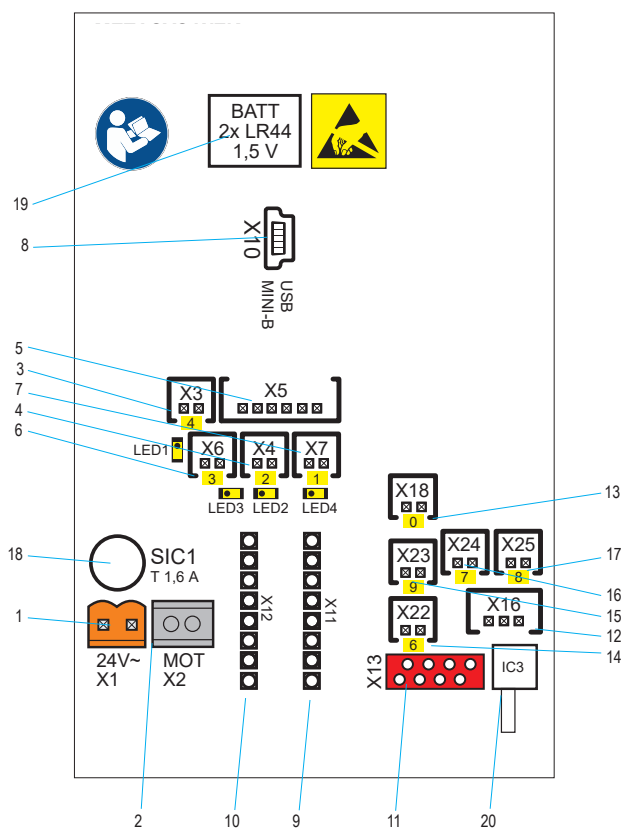 BATT
2x LR44
1,5 V
19
8
X10
USB
MINI-B
5
3
7
4
6
X3
4
X5
LED1
X6
3
X4
2
X7
1
LED3
LED2
LED4
X18
0
13
18
SIC1
T 1,6 A
X23
9
X24
7
X25
8
17
16
15
X12
X11
X22
6
X16
12
14
1
24V~
X1
MOT
X2
X13
IC3
2
10
9
11
20